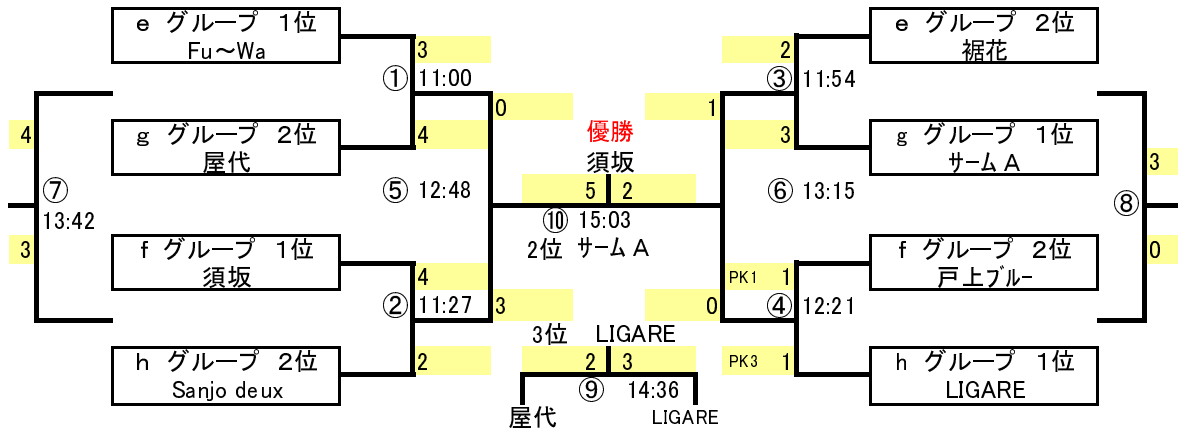 e グループ 1位
Fu～Wa
3
① 11:00
4
g グループ 2位
屋代
4
3
⑦
13:42
f グループ 1位
須坂
4
② 11:27
2
h グループ 2位
Sanjo deux
0
⑤ 12:48
3
優勝
須坂
5 2
⑩ 15:03
2位 サーム A
3位 LIGARE
2 3
⑨ 14:36
屋代 LIGARE
1
⑥ 13:15
0
e グループ 2位
裾花
2
③ 11:54
3
g グループ 1位
サーム A
f グループ 2位
戸上ブルー
PK1 1
④ 12:21
PK3 1
h グループ 1位
LIGARE
3
⑧
0